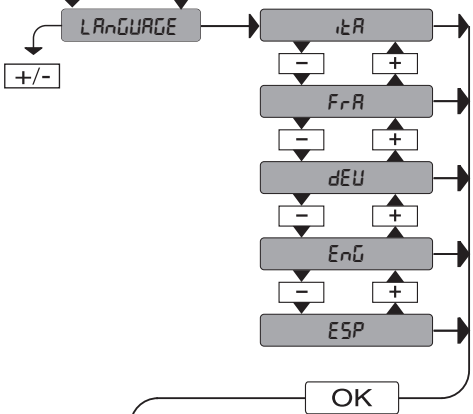 LANGUAGE
ItA
+/-
- +
FrA
- +
dEU
- +
EnG
- +
ESP
OK